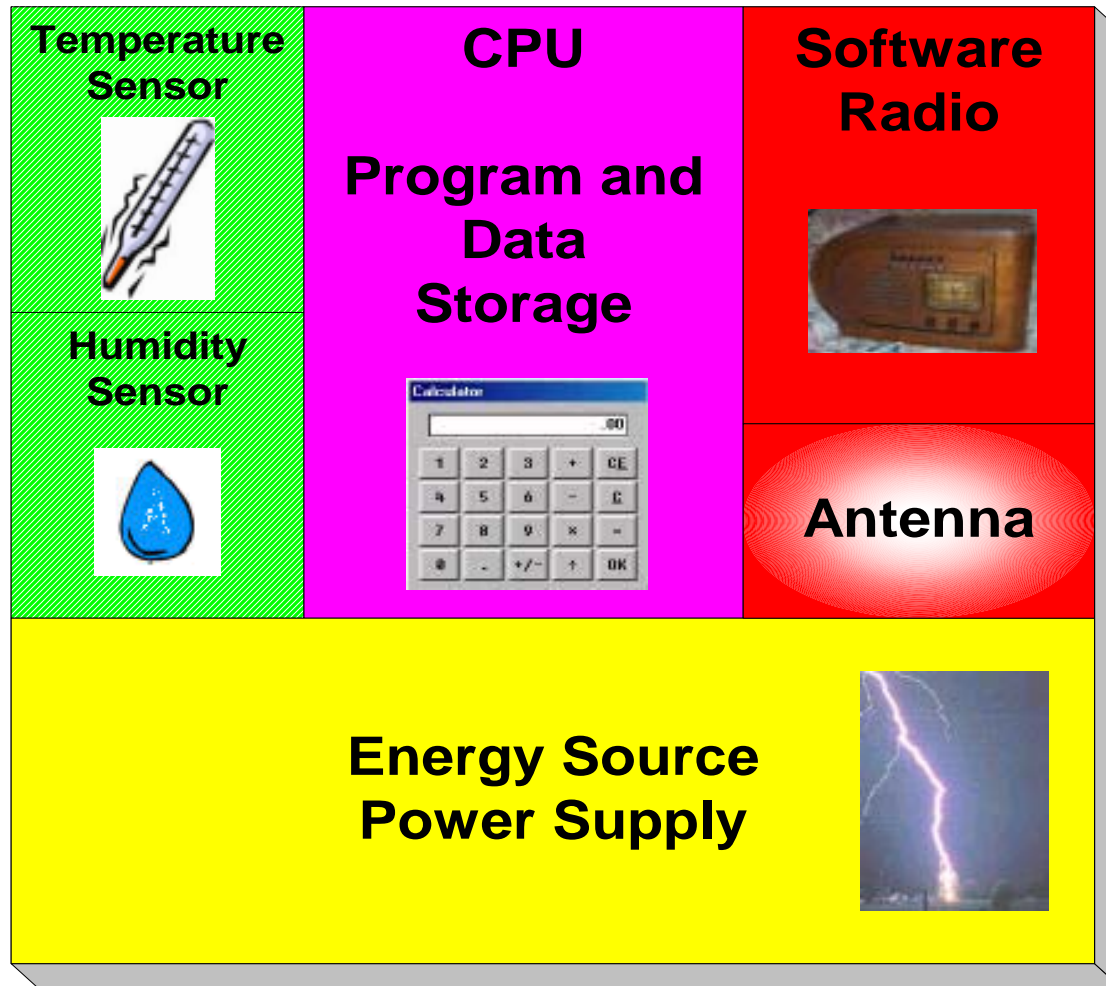 Temperature
Sensor
CPU
Program and
Data
Storage
Software
Radio
Humidity
Sensor
Calculator
.00
1 2 3 + CE
4 5 6 - C
7 8 9 × =
0 . +/- ÷ OK
Antenna
Energy Source
Power Supply